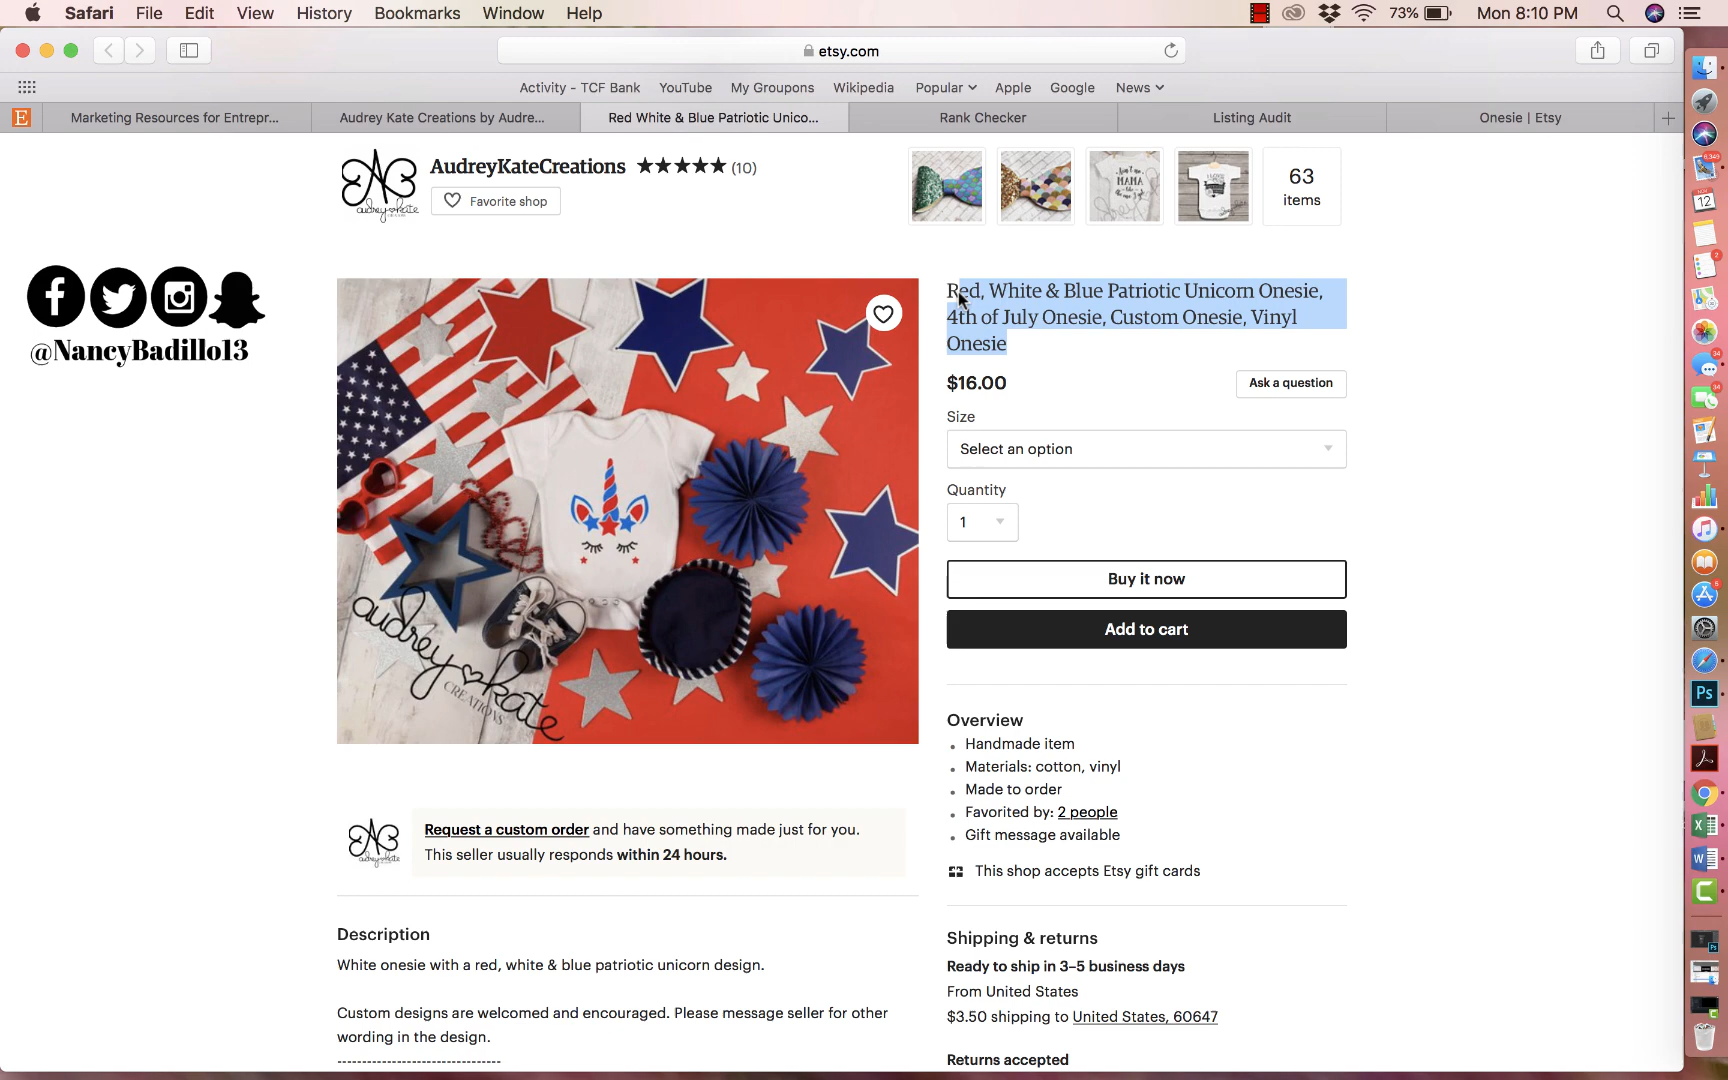 Safari File Edit View History Bookmarks Window Help 73% Mon 8:10 PM
etsy.com
Activity - TCF Bank YouTube My Groupons Wikipedia Popular Apple Google News
E Marketing Resources for Entrepr... Audrey Kate Creations by Audre... Red White & Blue Patriotic Unico... Rank Checker Listing Audit Onesie | Etsy
AudreyKateCreations ★★★★★ (10)
Favorite shop
audrey kate
63
items
@NancyBadillo13
Red, White & Blue Patriotic Unicorn Onesie,
4th of July Onesie, Custom Onesie, Vinyl
Onesie
$16.00 Ask a question
Size
Select an option
Quantity
1
Buy it now
Add to cart
audrey kate
CREATIONS
Overview
Handmade item
Materials: cotton, vinyl
Made to order
Favorited by: 2 people
Gift message available
This shop accepts Etsy gift cards
Request a custom order and have something made just for you.
This seller usually responds within 24 hours.
Description
White onesie with a red, white & blue patriotic unicorn design.
Custom designs are welcomed and encouraged. Please message seller for other
wording in the design.
----------------------------------
Shipping & returns
Ready to ship in 3–5 business days
From United States
$3.50 shipping to United States, 60647
Returns accepted